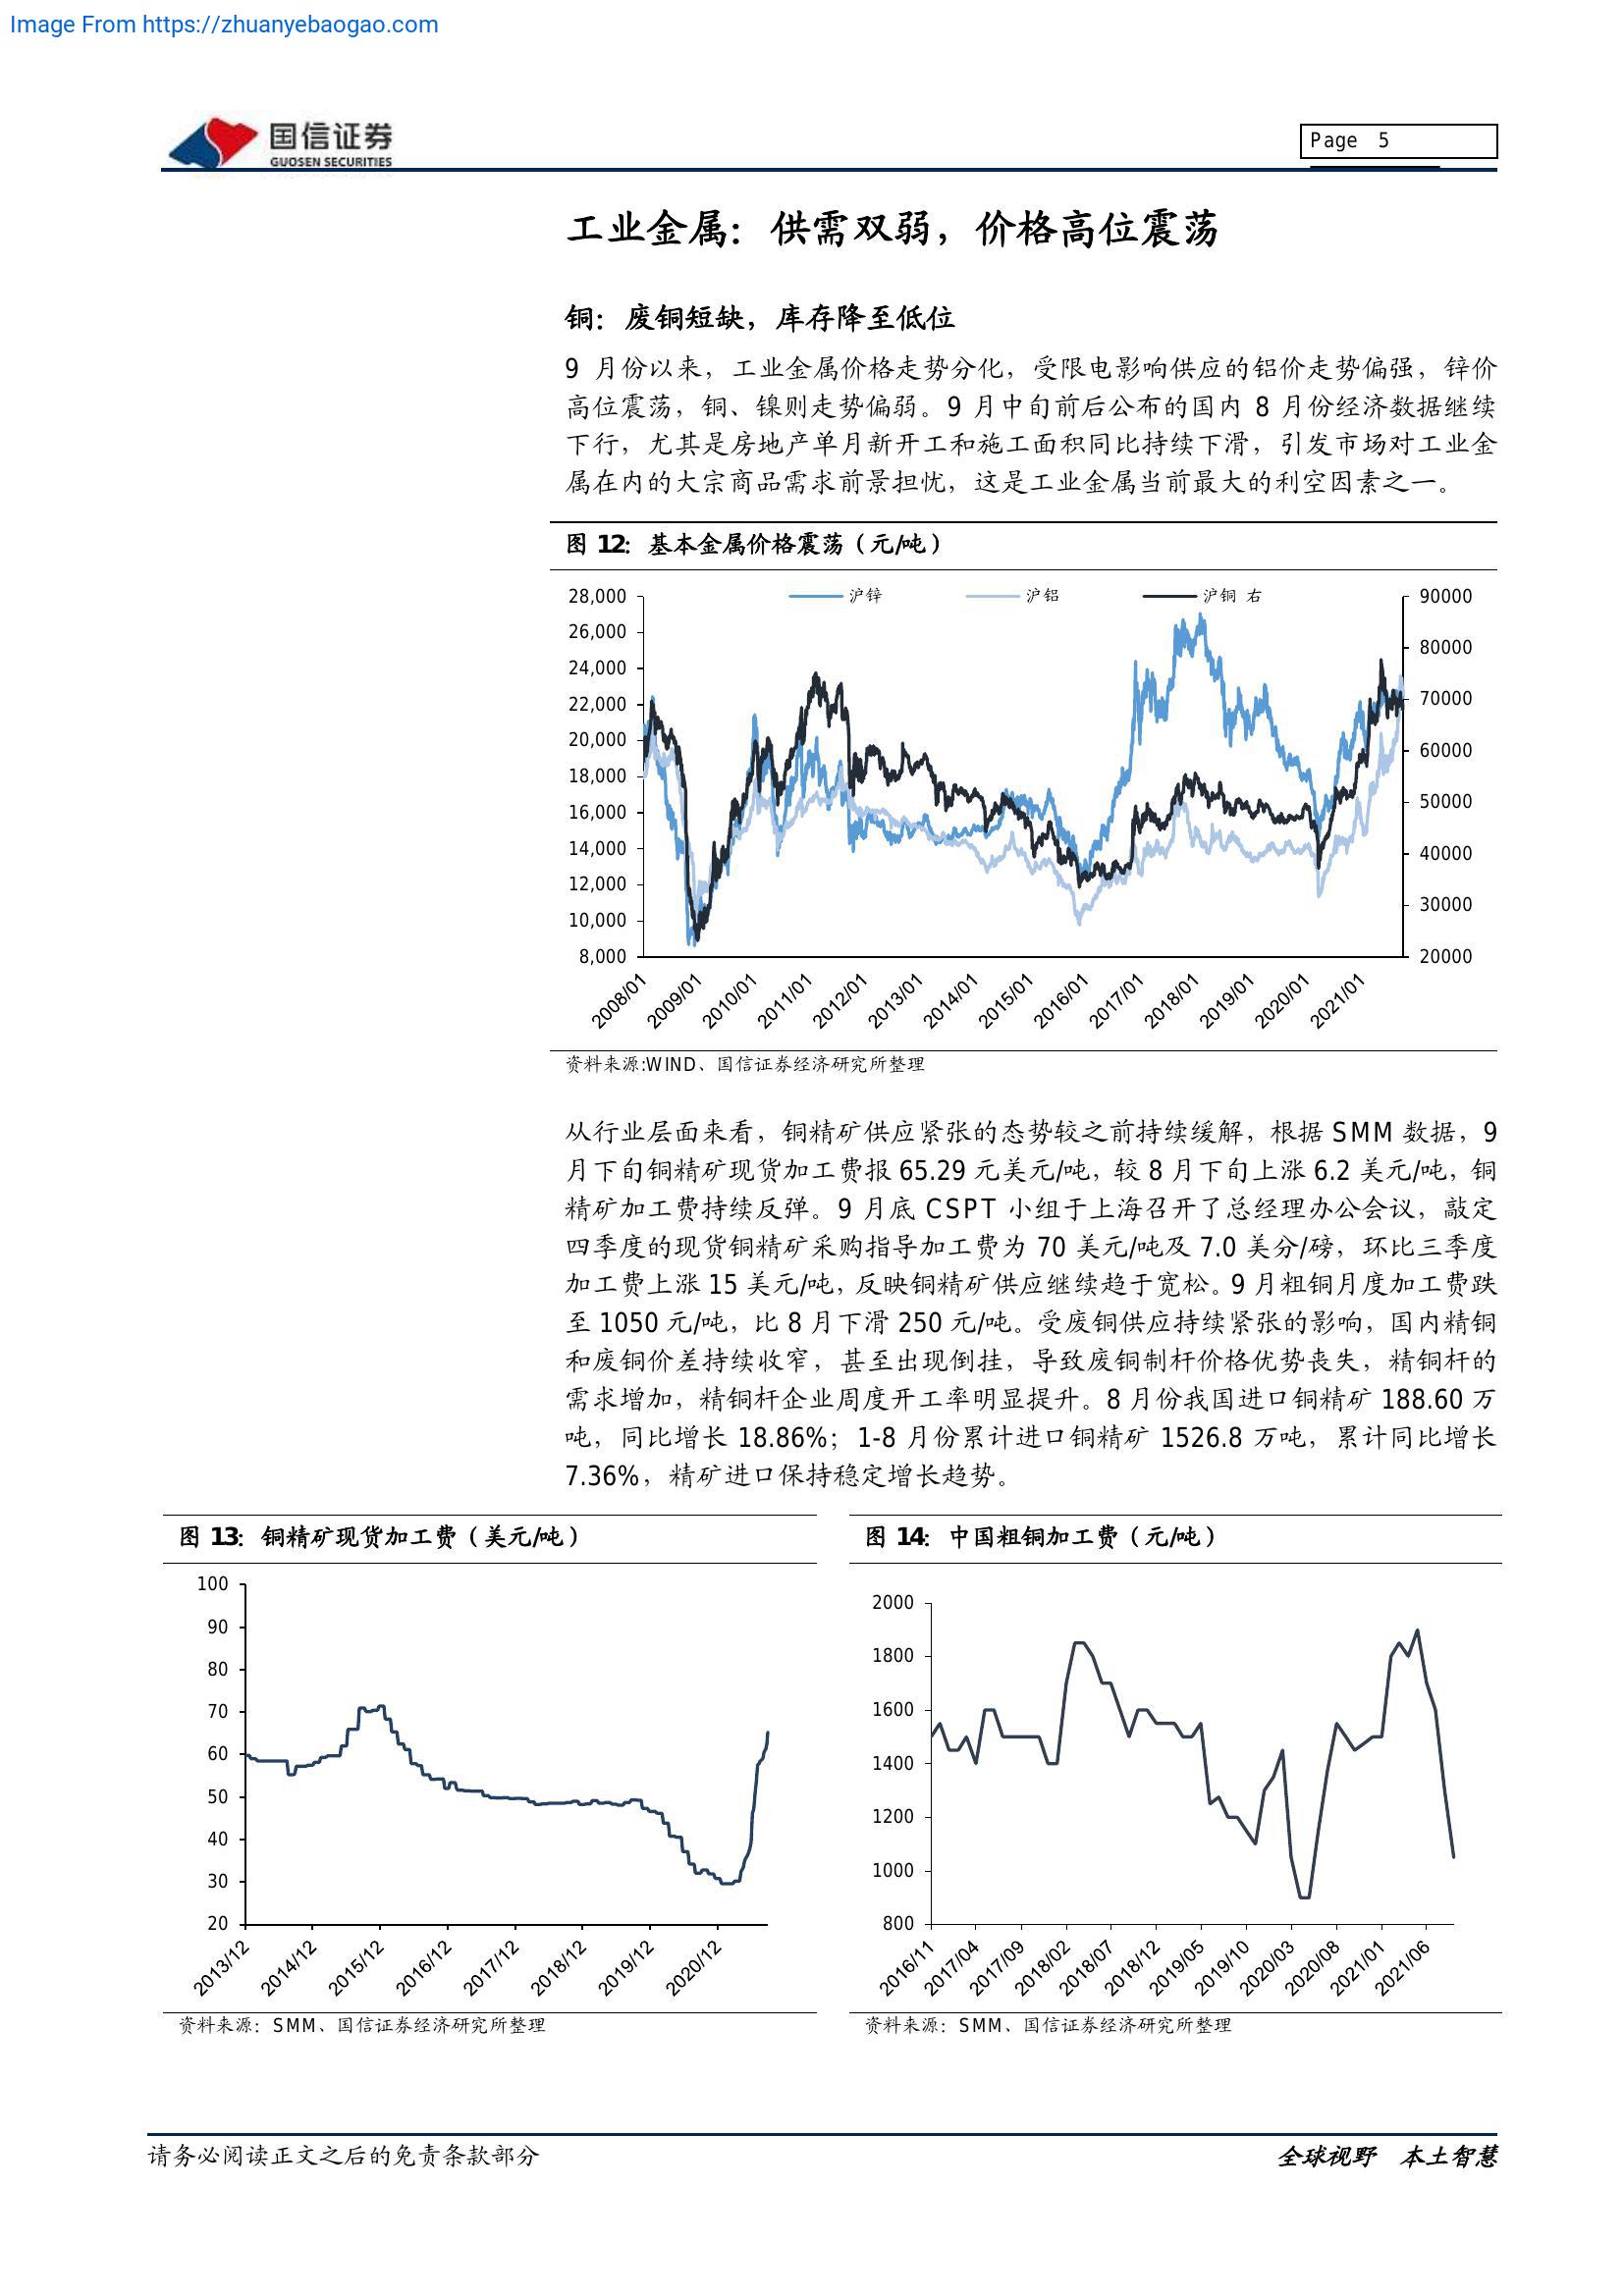 Image From https://zhuanyebaogao.com
国信证券
GUOSEN SECURITIES
Page 5
工业金属：供需双弱，价格高位震荡
铜：废铜短缺，库存降至低位
9 月份以来，工业金属价格走势分化，受限电影响供应的铝价走势偏强，锌价
高位震荡，铜、镍则走势偏弱。9 月中旬前后公布的国内 8 月份经济数据继续
下行，尤其是房地产单月新开工和施工面积同比持续下滑，引发市场对工业金
属在内的大宗商品需求前景担忧，这是工业金属当前最大的利空因素之一。
图 12：基本金属价格震荡（元/吨）
沪锌 沪铝 沪铜 右
28,000
26,000
24,000
22,000
20,000
18,000
16,000
14,000
12,000
10,000
8,000
90000
80000
70000
60000
50000
40000
30000
20000
2008/01 2009/01 2010/01 2011/01 2012/01 2013/01 2014/01 2015/01 2016/01 2017/01 2018/01 2019/01 2020/01 2021/01
资料来源:WIND、国信证券经济研究所整理
从行业层面来看，铜精矿供应紧张的态势较之前持续缓解，根据 SMM 数据，9
月下旬铜精矿现货加工费报 65.29 元美元/吨，较 8 月下旬上涨 6.2 美元/吨，铜
精矿加工费持续反弹。9 月底 CSPT 小组于上海召开了总经理办公会议，敲定
四季度的现货铜精矿采购指导加工费为 70 美元/吨及 7.0 美分/磅，环比三季度
加工费上涨 15 美元/吨，反映铜精矿供应继续趋于宽松。9 月粗铜月度加工费跌
至 1050 元/吨，比 8 月下滑 250 元/吨。受废铜供应持续紧张的影响，国内精铜
和废铜价差持续收窄，甚至出现倒挂，导致废铜制杆价格优势丧失，精铜杆的
需求增加，精铜杆企业周度开工率明显提升。8 月份我国进口铜精矿 188.60 万
吨，同比增长 18.86%；1-8 月份累计进口铜精矿 1526.8 万吨，累计同比增长
7.36%，精矿进口保持稳定增长趋势。
图 13：铜精矿现货加工费（美元/吨）
100
90
80
70
60
50
40
30
20
2013/12 2014/12 2015/12 2016/12 2017/12 2018/12 2019/12 2020/12
资料来源：SMM、国信证券经济研究所整理
图 14：中国粗铜加工费（元/吨）
2000
1800
1600
1400
1200
1000
800
2016/11 2017/04 2017/09 2018/02 2018/07 2018/12 2019/05 2019/10 2020/03 2020/08 2021/01 2021/06
资料来源：SMM、国信证券经济研究所整理
请务必阅读正文之后的免责条款部分
全球视野 本土智慧